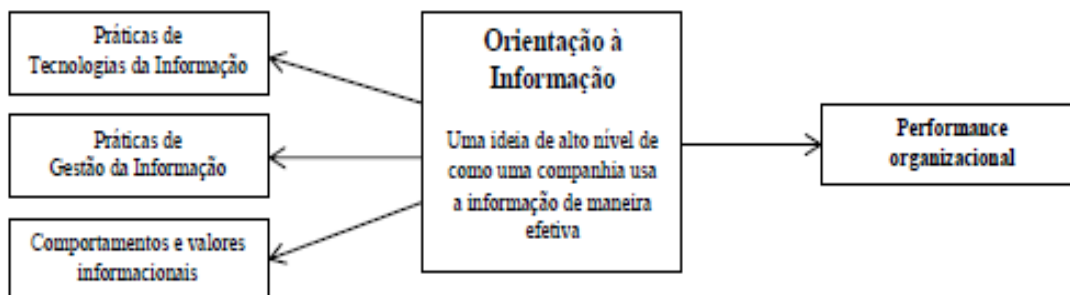 Práticas de
Tecnologias da Informação
Práticas de
Gestão da Informação
Comportamentos e valores
informacionais
Orientação à
Informação
Uma ideia de alto nível de
como uma companhia usa
a informação de maneira
efetiva
Performance
organizacional